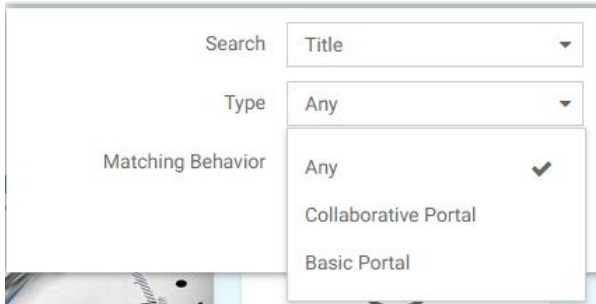 Search Title
Type Any
Matching Behavior
Any
Collaborative Portal
Basic Portal